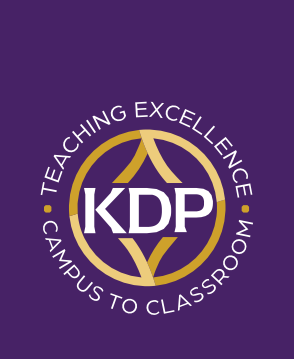 TEACHING EXCELLENCE
KDP
CAMPUS TO CLASSROOM